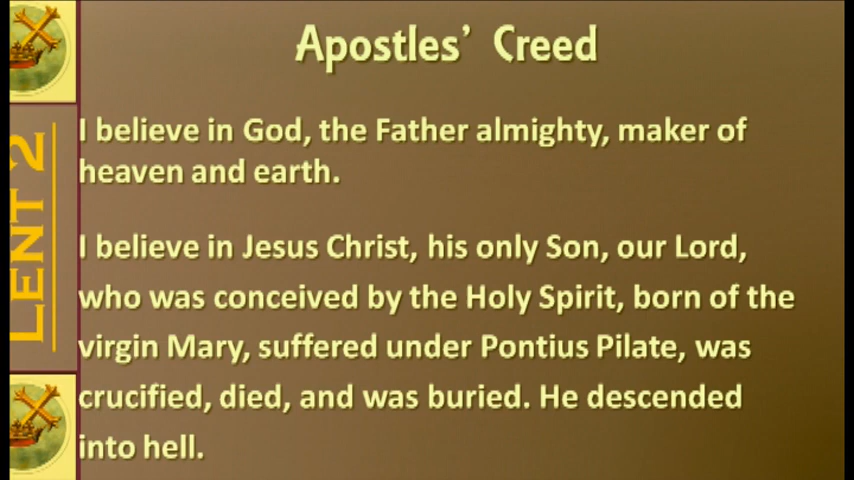 Apostles' Creed
I believe in God, the Father almighty, maker of
heaven and earth.
I believe in Jesus Christ, his only Son, our Lord,
who was conceived by the Holy Spirit, born of the
virgin Mary, suffered under Pontius Pilate, was
crucified, died, and was buried. He descended
into hell.
LENT 2